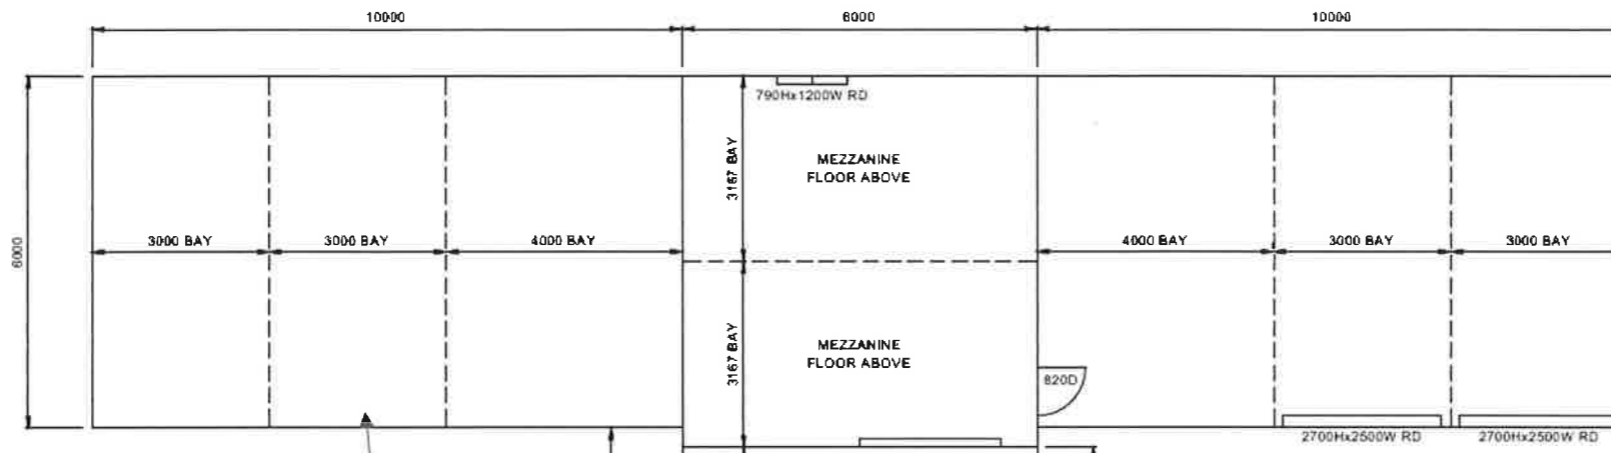 10000
6000
10000
790Hx1200W RD
3167 BAY
MEZZANINE
FLOOR ABOVE
6000
3000 BAY
3000 BAY
4000 BAY
4000 BAY
3000 BAY
3000 BAY
3167 BAY
MEZZANINE
FLOOR ABOVE
820D
2700Hx2500W RD
2700Hx2500W RD